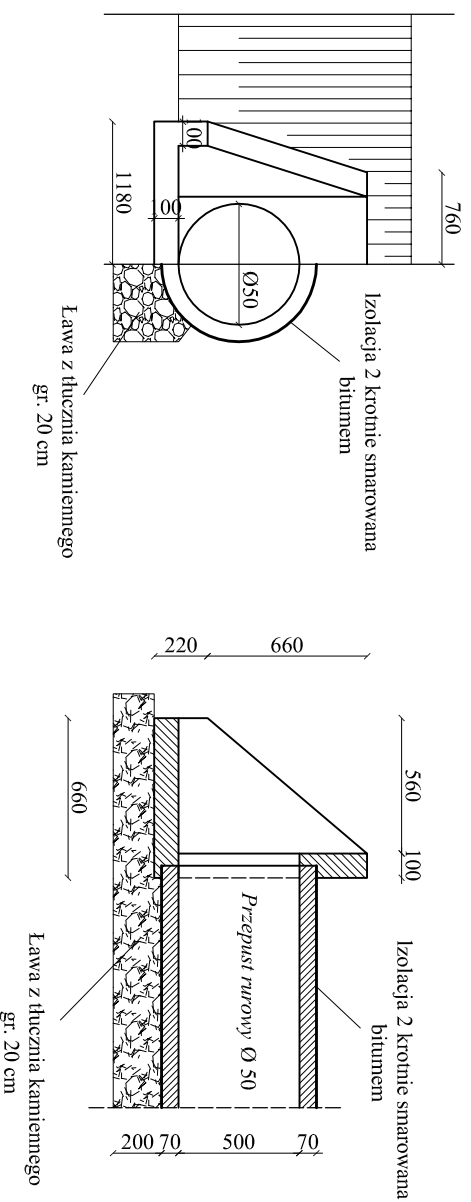 760
Izolacja 2 krotnie smarowana
bitumem
Ø50
100
100
1180
Ława z tłucznia kamiennego
gr. 20 cm
220
660
560
100
Izolacja 2 krotnie smarowana
bitumem
Przepust rurowy Ø 50
660
Ława z tłucznia kamiennego
gr. 20 cm
200
70
500
70